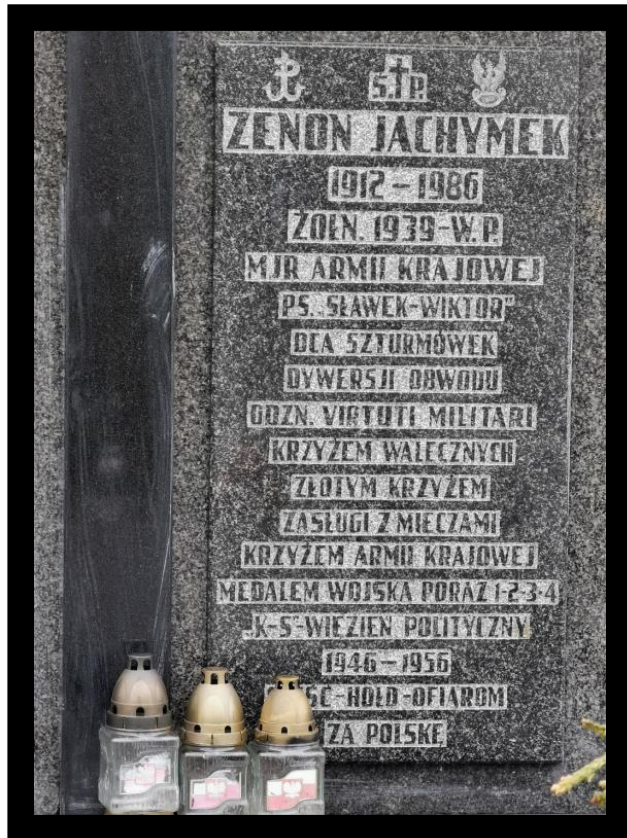 Ś.†P.
ZENON JACHYMEK
1912 – 1986
ŻOŁN. 1939-W.P.
MJR ARMII KRAJOWEJ
PS. SŁAWEK-WIKTOR"
DCA SZTURMÓWEK
DYWERSJI OBWODU
ODZN. VIRTUTI MILITARI
KRZYŻEM WALECZNYCH
ZŁOTYM KRZYŻEM
ZASŁUGI Z MIECZAMI
KRZYŻEM ARMII KRAJOWEJ
MEDALEM WOJSKA PORAZ 1-2-3-4
„K-S"-WIĘZIEŃ POLITYCZNY
1946 – 1956
-HOŁD-OFIAROM
ZA POLSKĘ